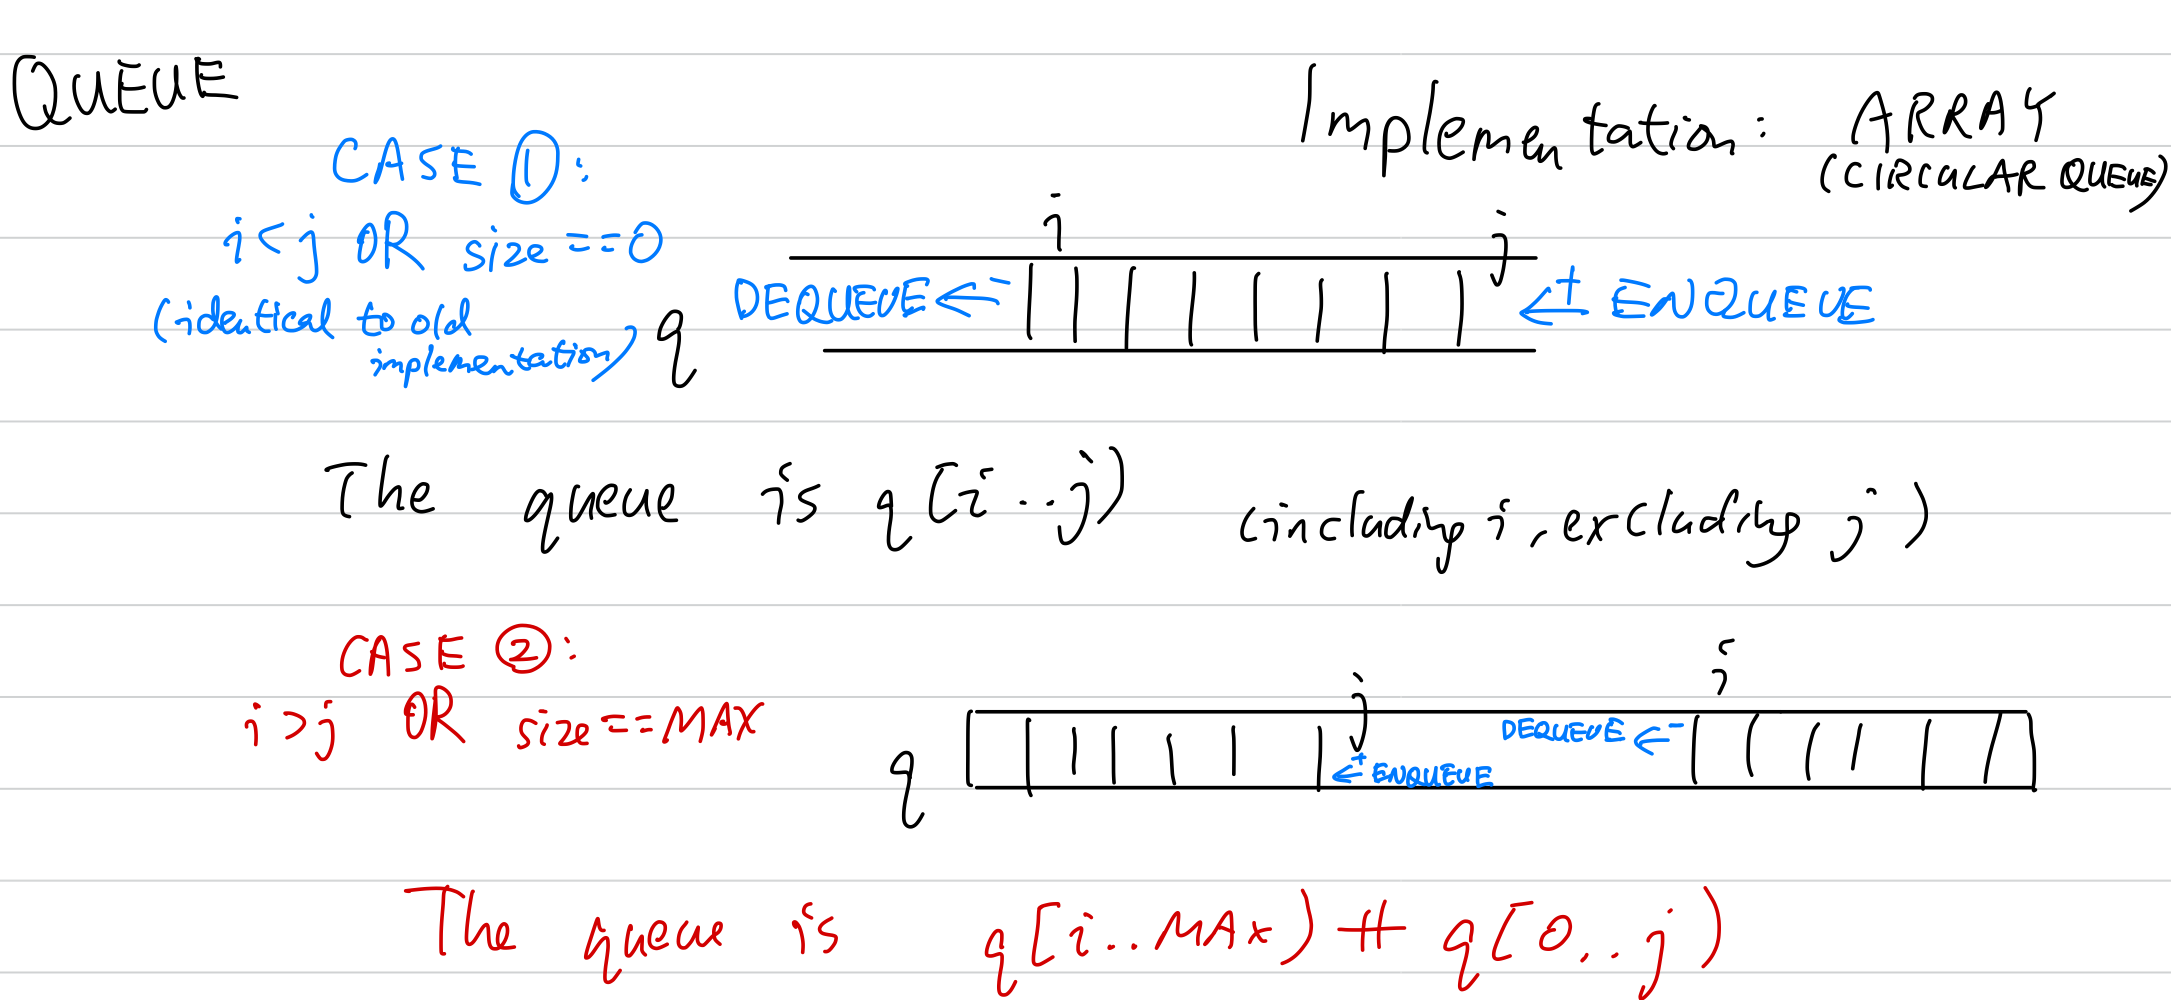 QUEUE
Implementation: ARRAY
(CIRCULAR QUEUE)
CASE ①:
i<j OR size==0
(identical to old
implementation)
i j
q DEQUEUE ← - + ← ENQUEUE
The queue is q[i..j) (including i, excluding j)
CASE ②:
i>j OR size==MAX
j i
q ←+ ENQUEUE DEQUEUE ← -
The queue is q[i..MAX) ++ q[0..j)